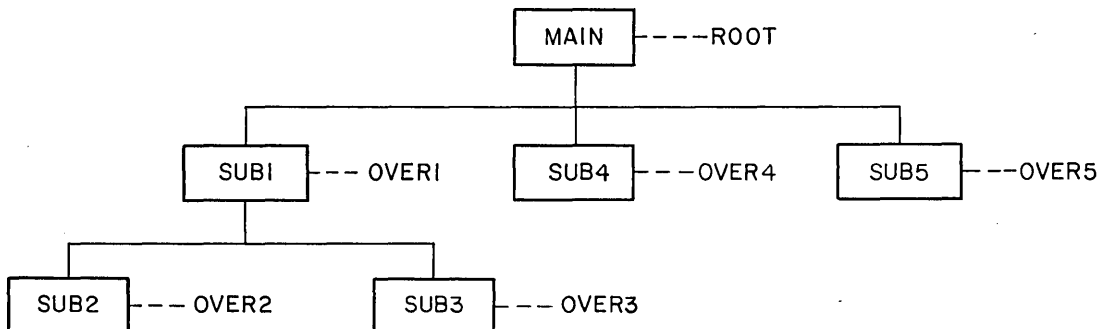 MAIN ----ROOT
SUB1 --- OVER1
SUB4 ---OVER4
SUB5 ---OVER5
SUB2 ---- OVER2
SUB3 ---- OVER3